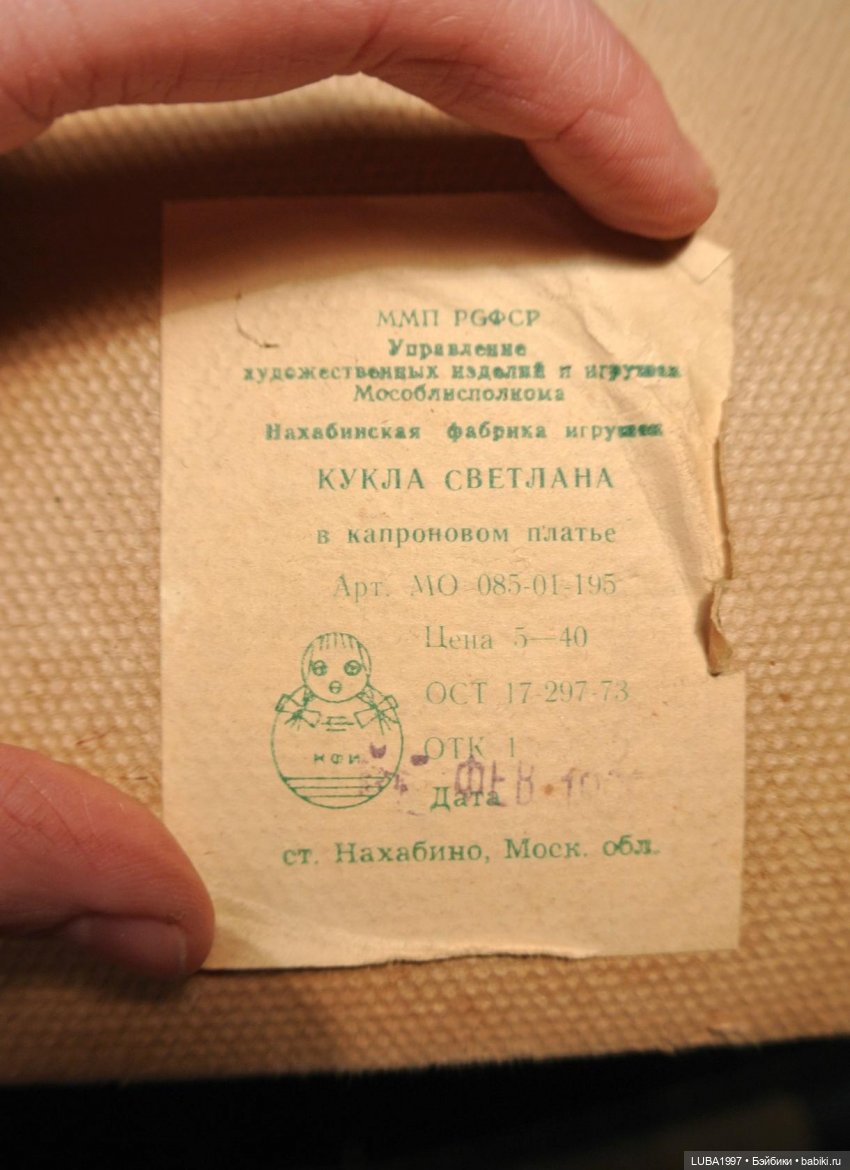 ММП РСФСР
Управление
художественных изделий и игрушек
Мособлисполкома
Нахабинская фабрика игрушек
КУКЛА СВЕТЛАНА
в капроновом платье
Арт. МО 085-01-195
Цена 5—40
ОСТ 17-297-73
НФИ
ОТК 1
ФЕВ
Дата
ст. Нахабино, Моск. обл.
LUBA1997 • Бэйбики • babiki.ru